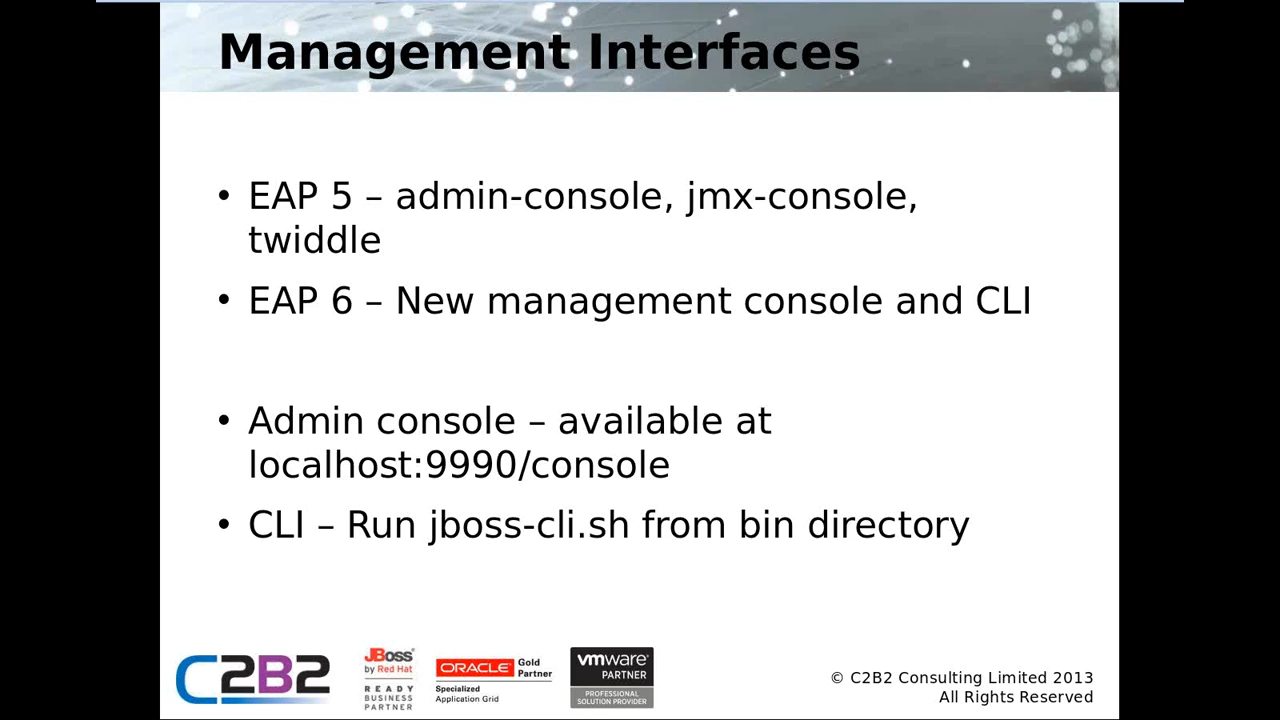 Management Interfaces
• EAP 5 – admin-console, jmx-console,
twiddle
• EAP 6 – New management console and CLI
• Admin console – available at
localhost:9990/console
• CLI – Run jboss-cli.sh from bin directory
C2B2
JBoss
by Red Hat
READY
BUSINESS
PARTNER
ORACLE Gold
Partner
Specialized
Application Grid
vmware
PARTNER
PROFESSIONAL
SOLUTION PROVIDER
© C2B2 Consulting Limited 2013
All Rights Reserved